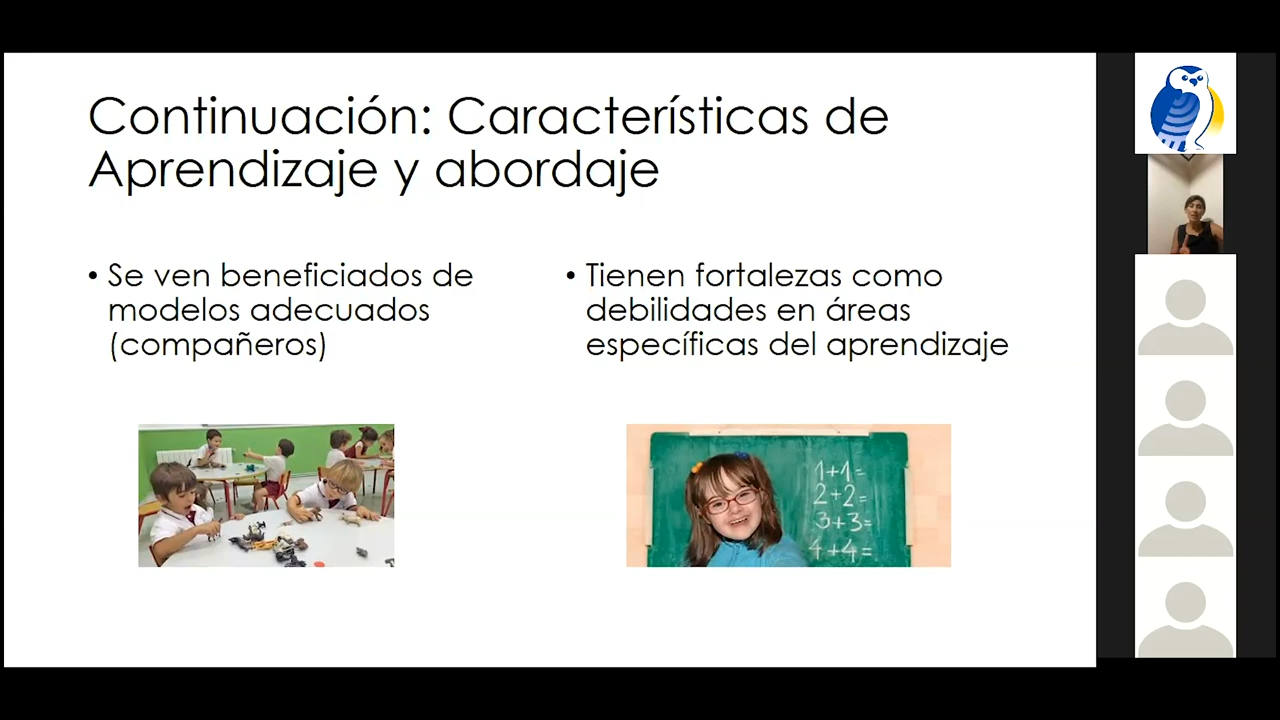 Continuación: Características de
Aprendizaje y abordaje
• Se ven beneficiados de
modelos adecuados
(compañeros)
• Tienen fortalezas como
debilidades en áreas
específicas del aprendizaje
1+1=
2+2=
3+3=
4+4=